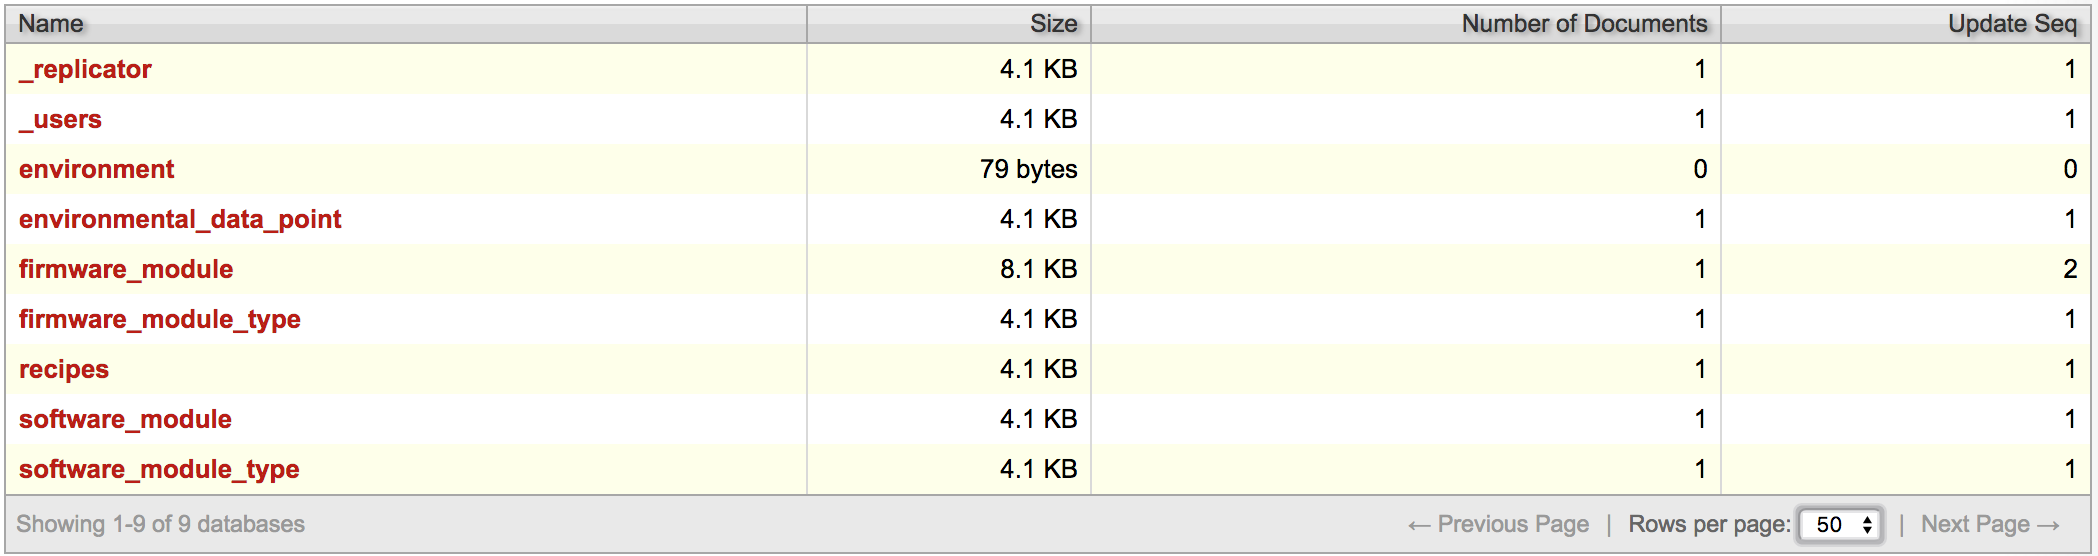 Name Size Number of Documents Update Seq
_replicator 4.1 KB 1 1
_users 4.1 KB 1 1
environment 79 bytes 0 0
environmental_data_point 4.1 KB 1 1
firmware_module 8.1 KB 1 2
firmware_module_type 4.1 KB 1 1
recipes 4.1 KB 1 1
software_module 4.1 KB 1 1
software_module_type 4.1 KB 1 1
Showing 1-9 of 9 databases ← Previous Page | Rows per page: 50 | Next Page →